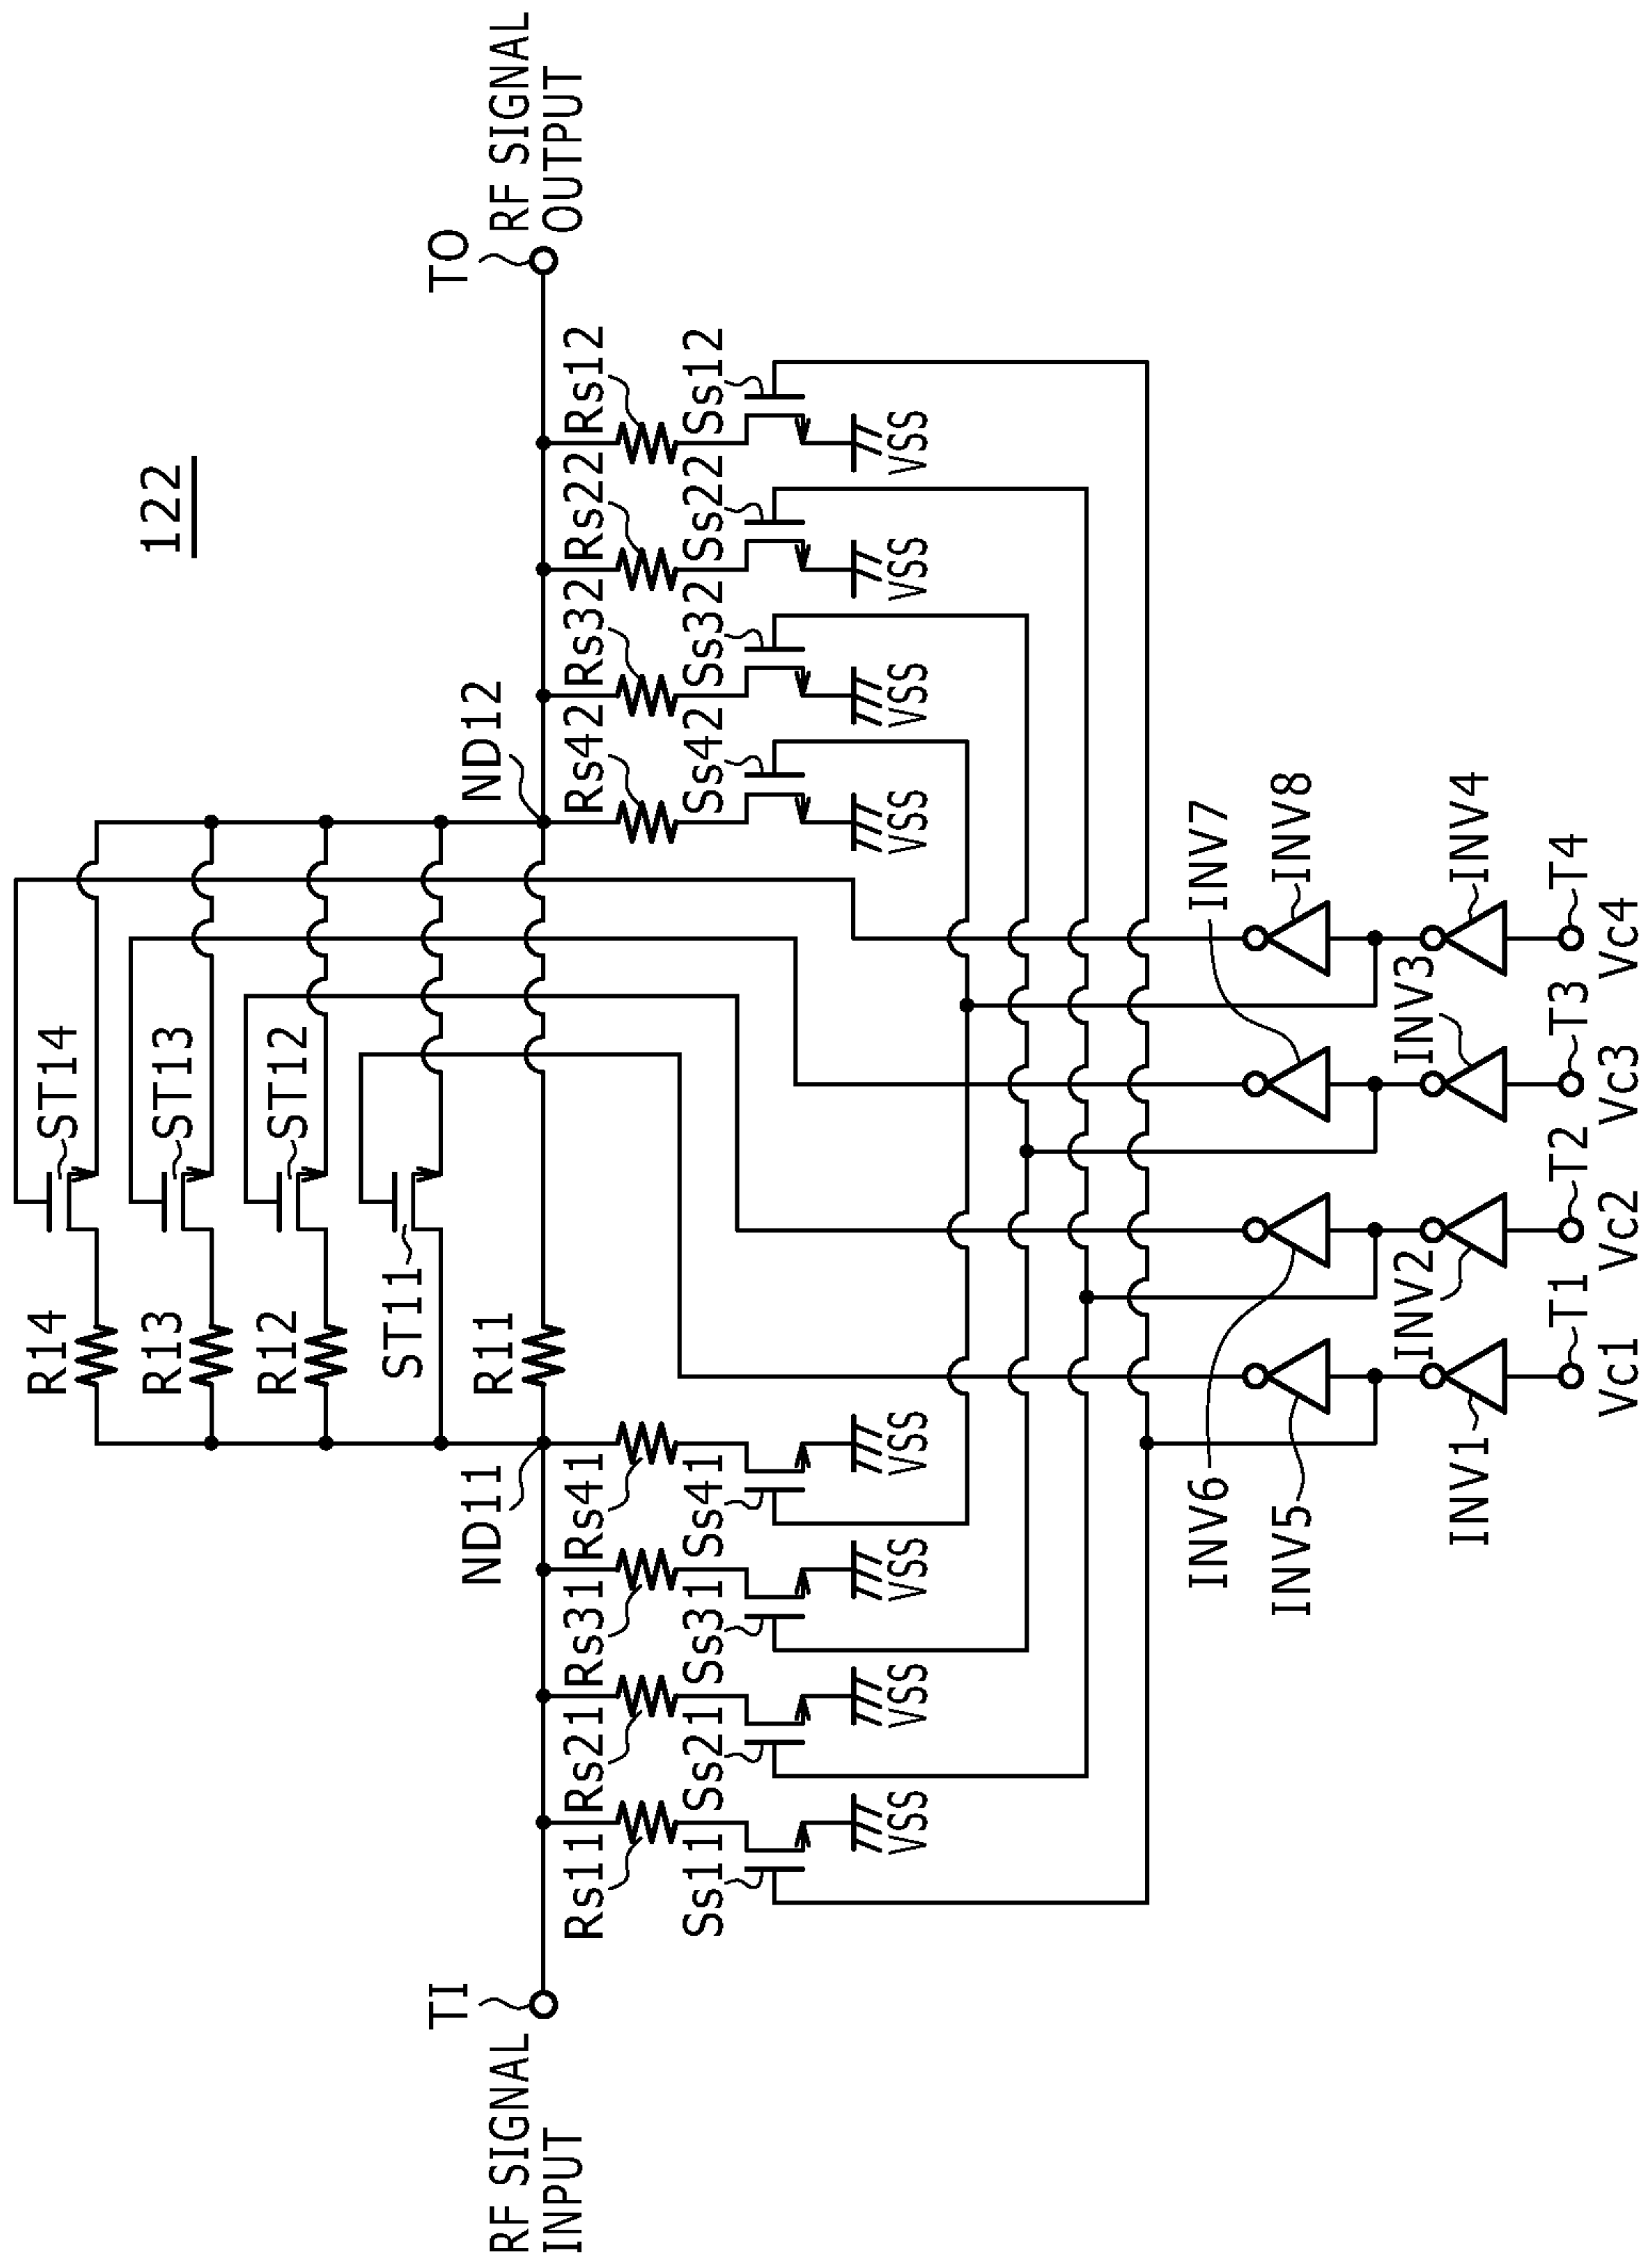 122
R14
ST14
R13
ST13
R12
ST12
ST11
R11
TI
ND11
ND12
TO
RF SIGNAL
INPUT
RF SIGNAL
OUTPUT
Rs11
Rs21
Rs31
Rs41
Rs42
Rs32
Rs22
Rs12
Ss11
Ss21
Ss31
Ss41
Ss42
Ss32
Ss22
Ss12
VSS
VSS
VSS
VSS
VSS
VSS
VSS
VSS
INV6
INV7
INV5
INV8
INV2
INV3
INV1
INV4
T1
T2
T3
T4
Vc1
Vc2
Vc3
Vc4